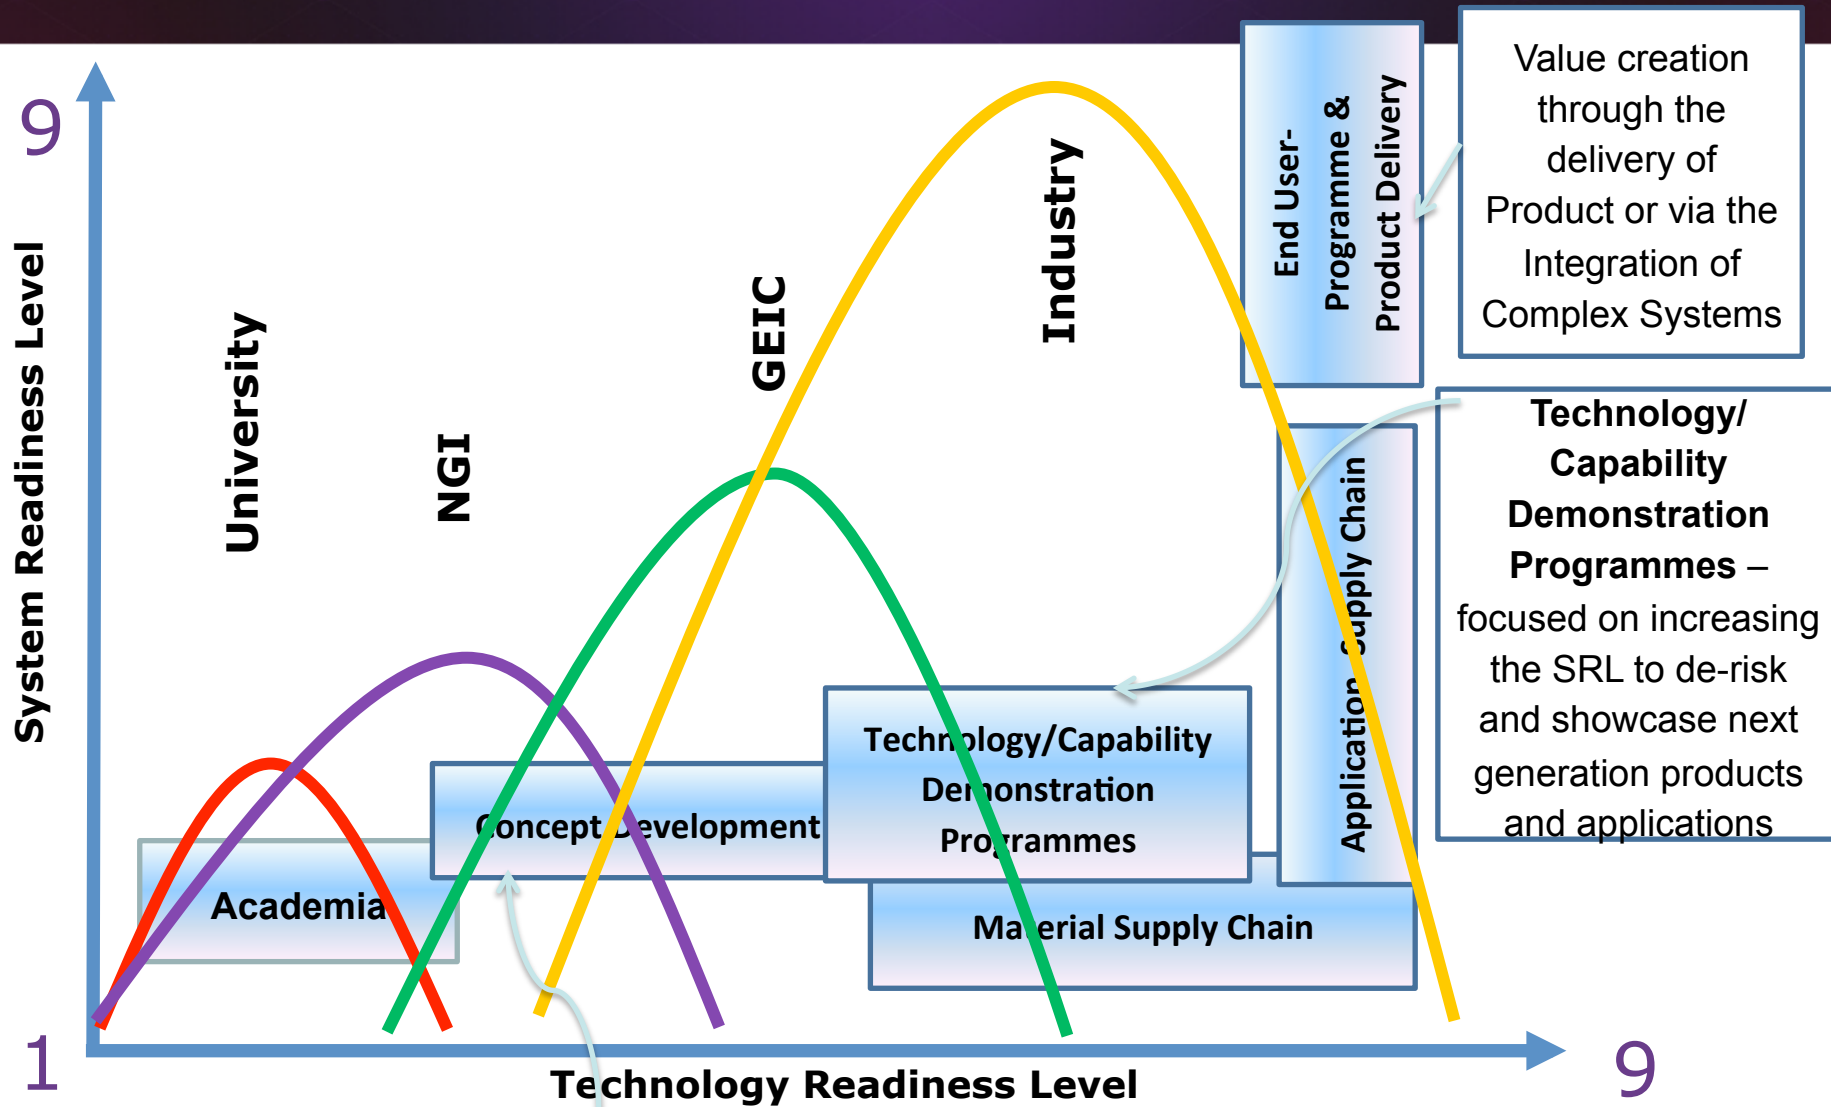 9
System Readiness Level
University
NGI
GEIC
Industry
End User-
Programme &
Product Delivery
Value creation
through the
delivery of
Product or via the
Integration of
Complex Systems
Technology/
Capability
Demonstration
Programmes –
focused on increasing
the SRL to de-risk
and showcase next
generation products
and applications
Application Supply Chain
Technology/Capability
Demonstration
Programmes
Concept Development
Academia
Material Supply Chain
1
Technology Readiness Level
9